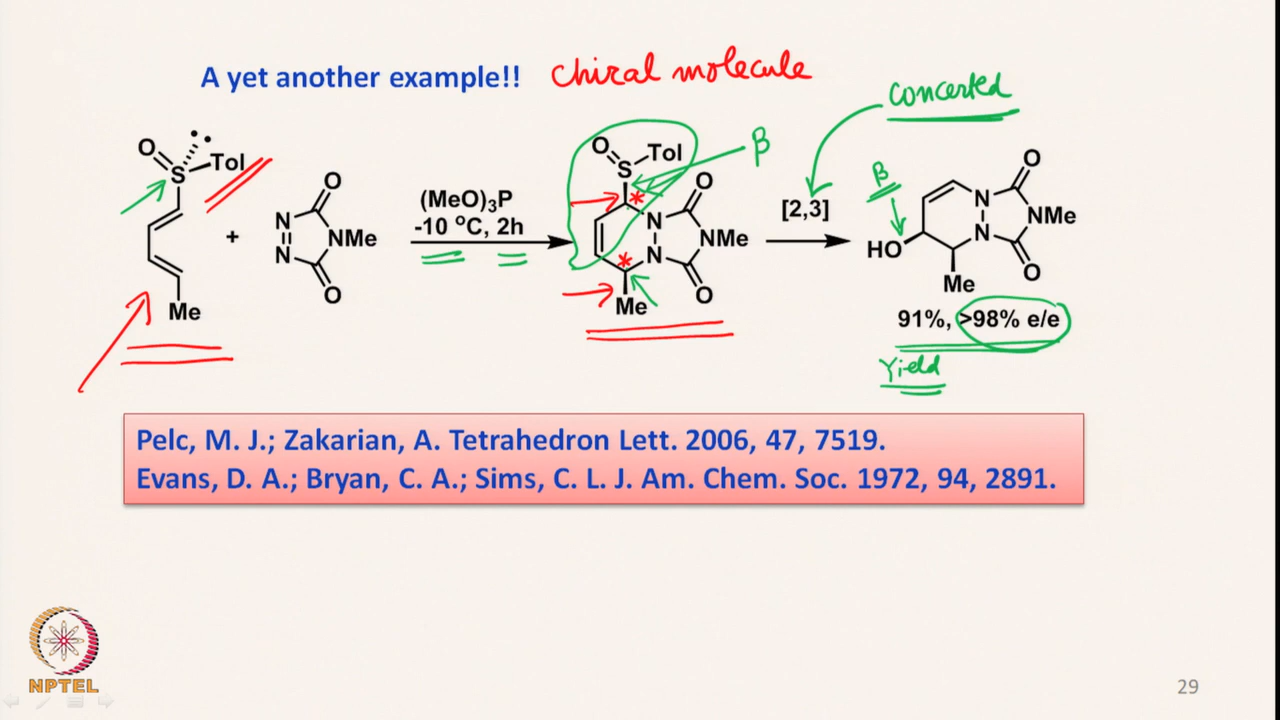 A yet another example!! chiral molecule
concerted
O
S
Tol
Me
+
O
N
N
NMe
O
(MeO)₃P
-10 ºC, 2h
O
S
Tol
*
β
O
N
N
NMe
*
O
Me
[2,3]
β
HO
O
N
N
NMe
O
Me
91%, >98% e/e
Yield
Pelc, M. J.; Zakarian, A. Tetrahedron Lett. 2006, 47, 7519.
Evans, D. A.; Bryan, C. A.; Sims, C. L. J. Am. Chem. Soc. 1972, 94, 2891.
NPTEL
29